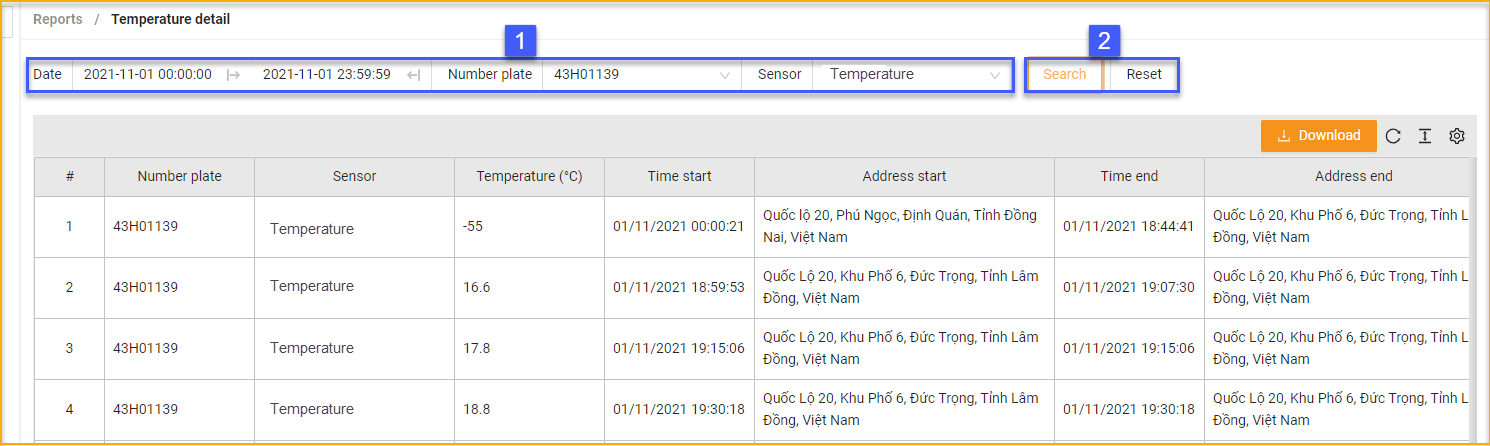 Reports / Temperature detail
1
2
Date 2021-11-01 00:00:00 2021-11-01 23:59:59 Number plate 43H01139 Sensor Temperature Search Reset
Download
# Number plate Sensor Temperature (°C) Time start Address start Time end Address end
1 43H01139 Temperature -55 01/11/2021 00:00:21 Quốc lộ 20, Phú Ngọc, Định Quán, Tỉnh Đồng Nai, Việt Nam 01/11/2021 18:44:41 Quốc Lộ 20, Khu Phố 6, Đức Trọng, Tỉnh L Đồng, Việt Nam
2 43H01139 Temperature 16.6 01/11/2021 18:59:53 Quốc Lộ 20, Khu Phố 6, Đức Trọng, Tỉnh Lâm Đồng, Việt Nam 01/11/2021 19:07:30 Quốc Lộ 20, Khu Phố 6, Đức Trọng, Tỉnh L Đồng, Việt Nam
3 43H01139 Temperature 17.8 01/11/2021 19:15:06 Quốc Lộ 20, Khu Phố 6, Đức Trọng, Tỉnh Lâm Đồng, Việt Nam 01/11/2021 19:15:06 Quốc Lộ 20, Khu Phố 6, Đức Trọng, Tỉnh L Đồng, Việt Nam
4 43H01139 Temperature 18.8 01/11/2021 19:30:18 Quốc Lộ 20, Khu Phố 6, Đức Trọng, Tỉnh Lâm Đồng, Việt Nam 01/11/2021 19:30:18 Quốc Lộ 20, Khu Phố 6, Đức Trọng, Tỉnh L Đồng, Việt Nam